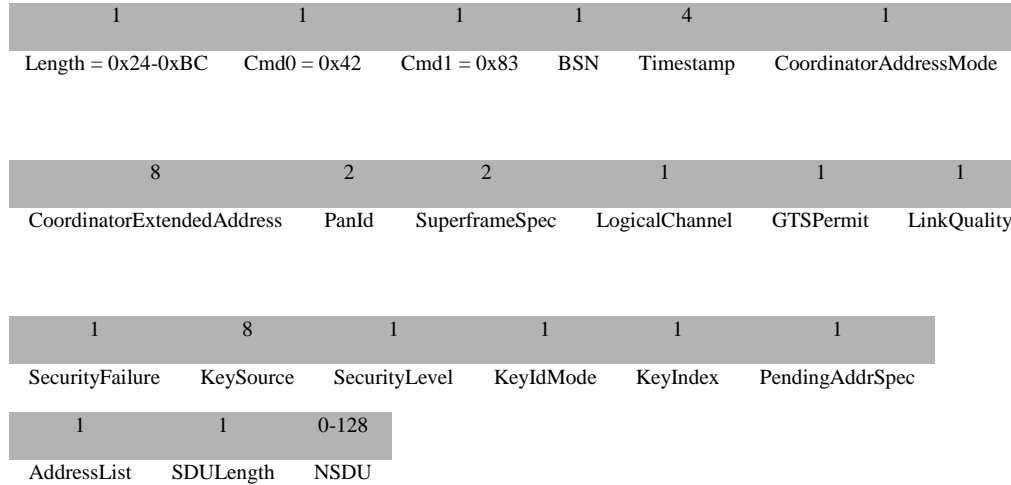 1 1 1 1 4 1
Length = 0x24-0xBC Cmd0 = 0x42 Cmd1 = 0x83 BSN Timestamp CoordinatorAddressMode
8 2 2 1 1 1
CoordinatorExtendedAddress PanId SuperframeSpec LogicalChannel GTSPermit LinkQuality
1 8 1 1 1 1
SecurityFailure KeySource SecurityLevel KeyIdMode KeyIndex PendingAddrSpec
1 1 0-128
AddressList SDULength NSDU